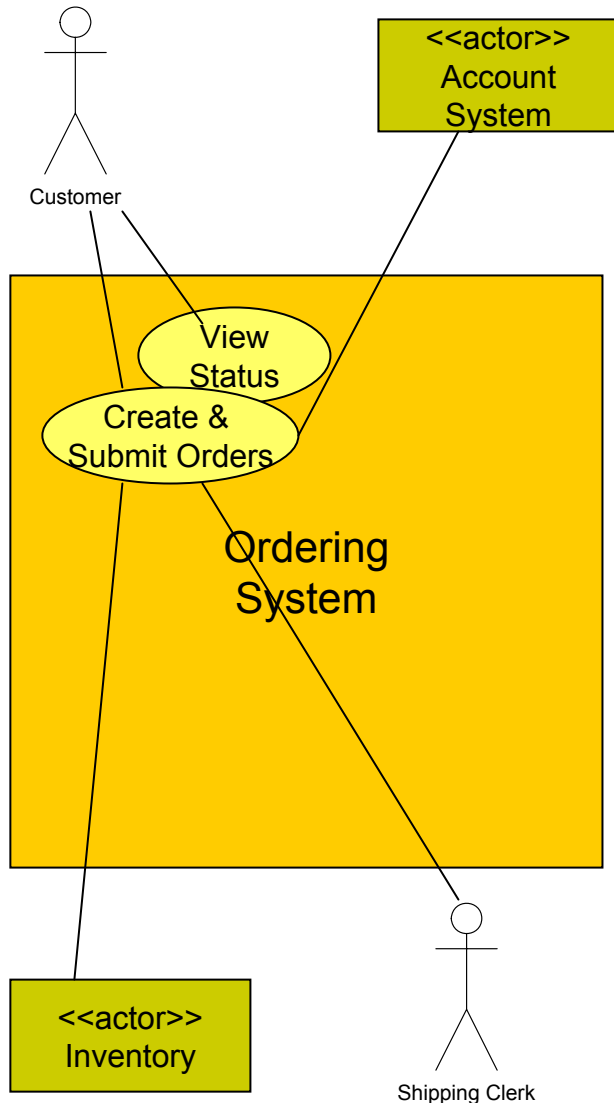 <<actor>>
Account
System
Customer
View
Status
Create &
Submit Orders
Ordering
System
<<actor>>
Inventory
Shipping Clerk